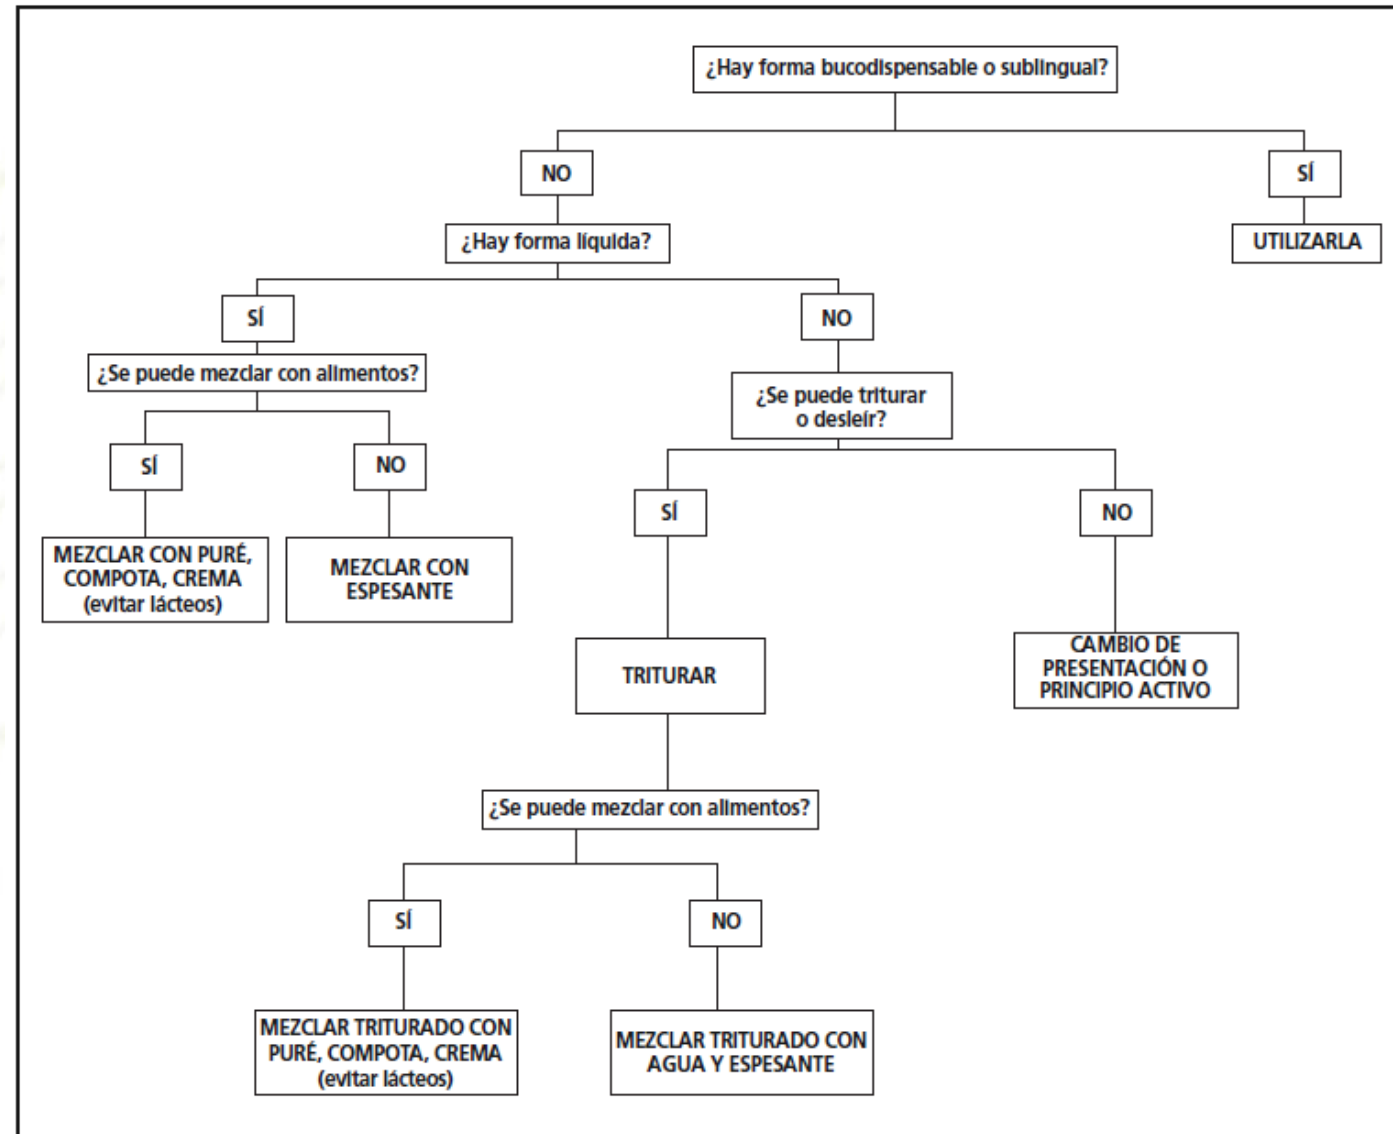 ¿Hay forma bucodispensable o sublingual?
NO
SÍ
¿Hay forma líquida?
UTILIZARLA
SÍ
NO
¿Se puede mezclar con alimentos?
¿Se puede triturar
o desleír?
SÍ
NO
SÍ
NO
MEZCLAR CON PURÉ,
COMPOTA, CREMA
(evitar lácteos)
MEZCLAR CON
ESPESANTE
TRITURAR
CAMBIO DE
PRESENTACIÓN O
PRINCIPIO ACTIVO
¿Se puede mezclar con alimentos?
SÍ
NO
MEZCLAR TRITURADO CON
PURÉ, COMPOTA, CREMA
(evitar lácteos)
MEZCLAR TRITURADO CON
AGUA Y ESPESANTE